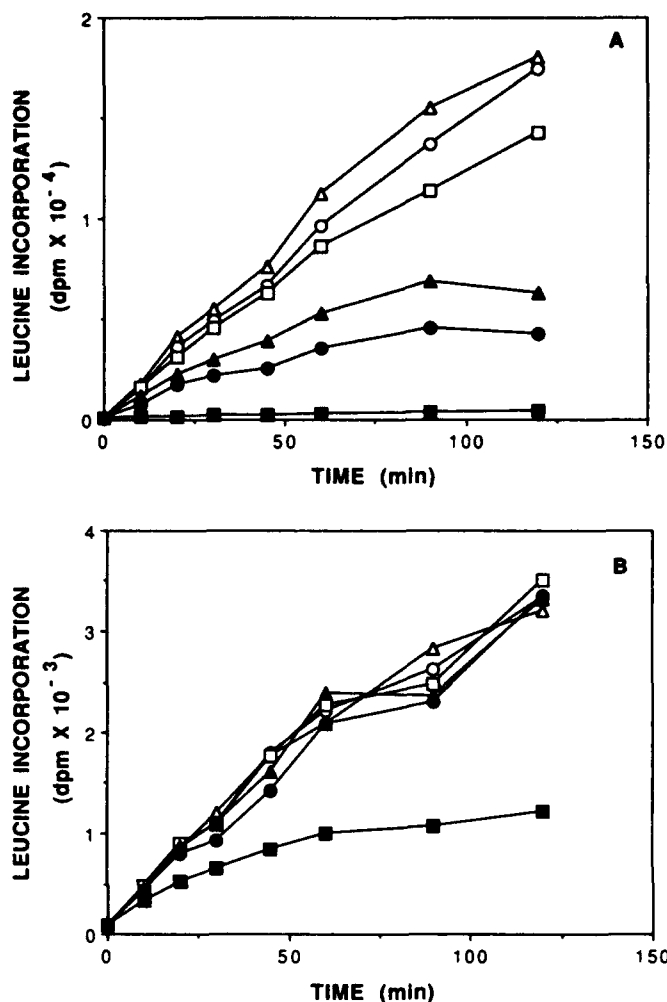 2
A
1
0
0
50
100
150
LEUCINE INCORPORATION
(dpm X 10⁻⁴)
TIME (min)
4
B
3
2
1
0
0
50
100
150
LEUCINE INCORPORATION
(dpm X 10⁻³)
TIME (min)